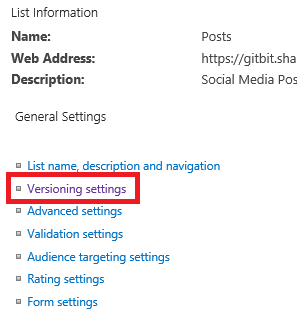 List Information
Name: Posts
Web Address: https://gitbit.sha
Description: Social Media Pos
General Settings
List name, description and navigation
Versioning settings
Advanced settings
Validation settings
Audience targeting settings
Rating settings
Form settings